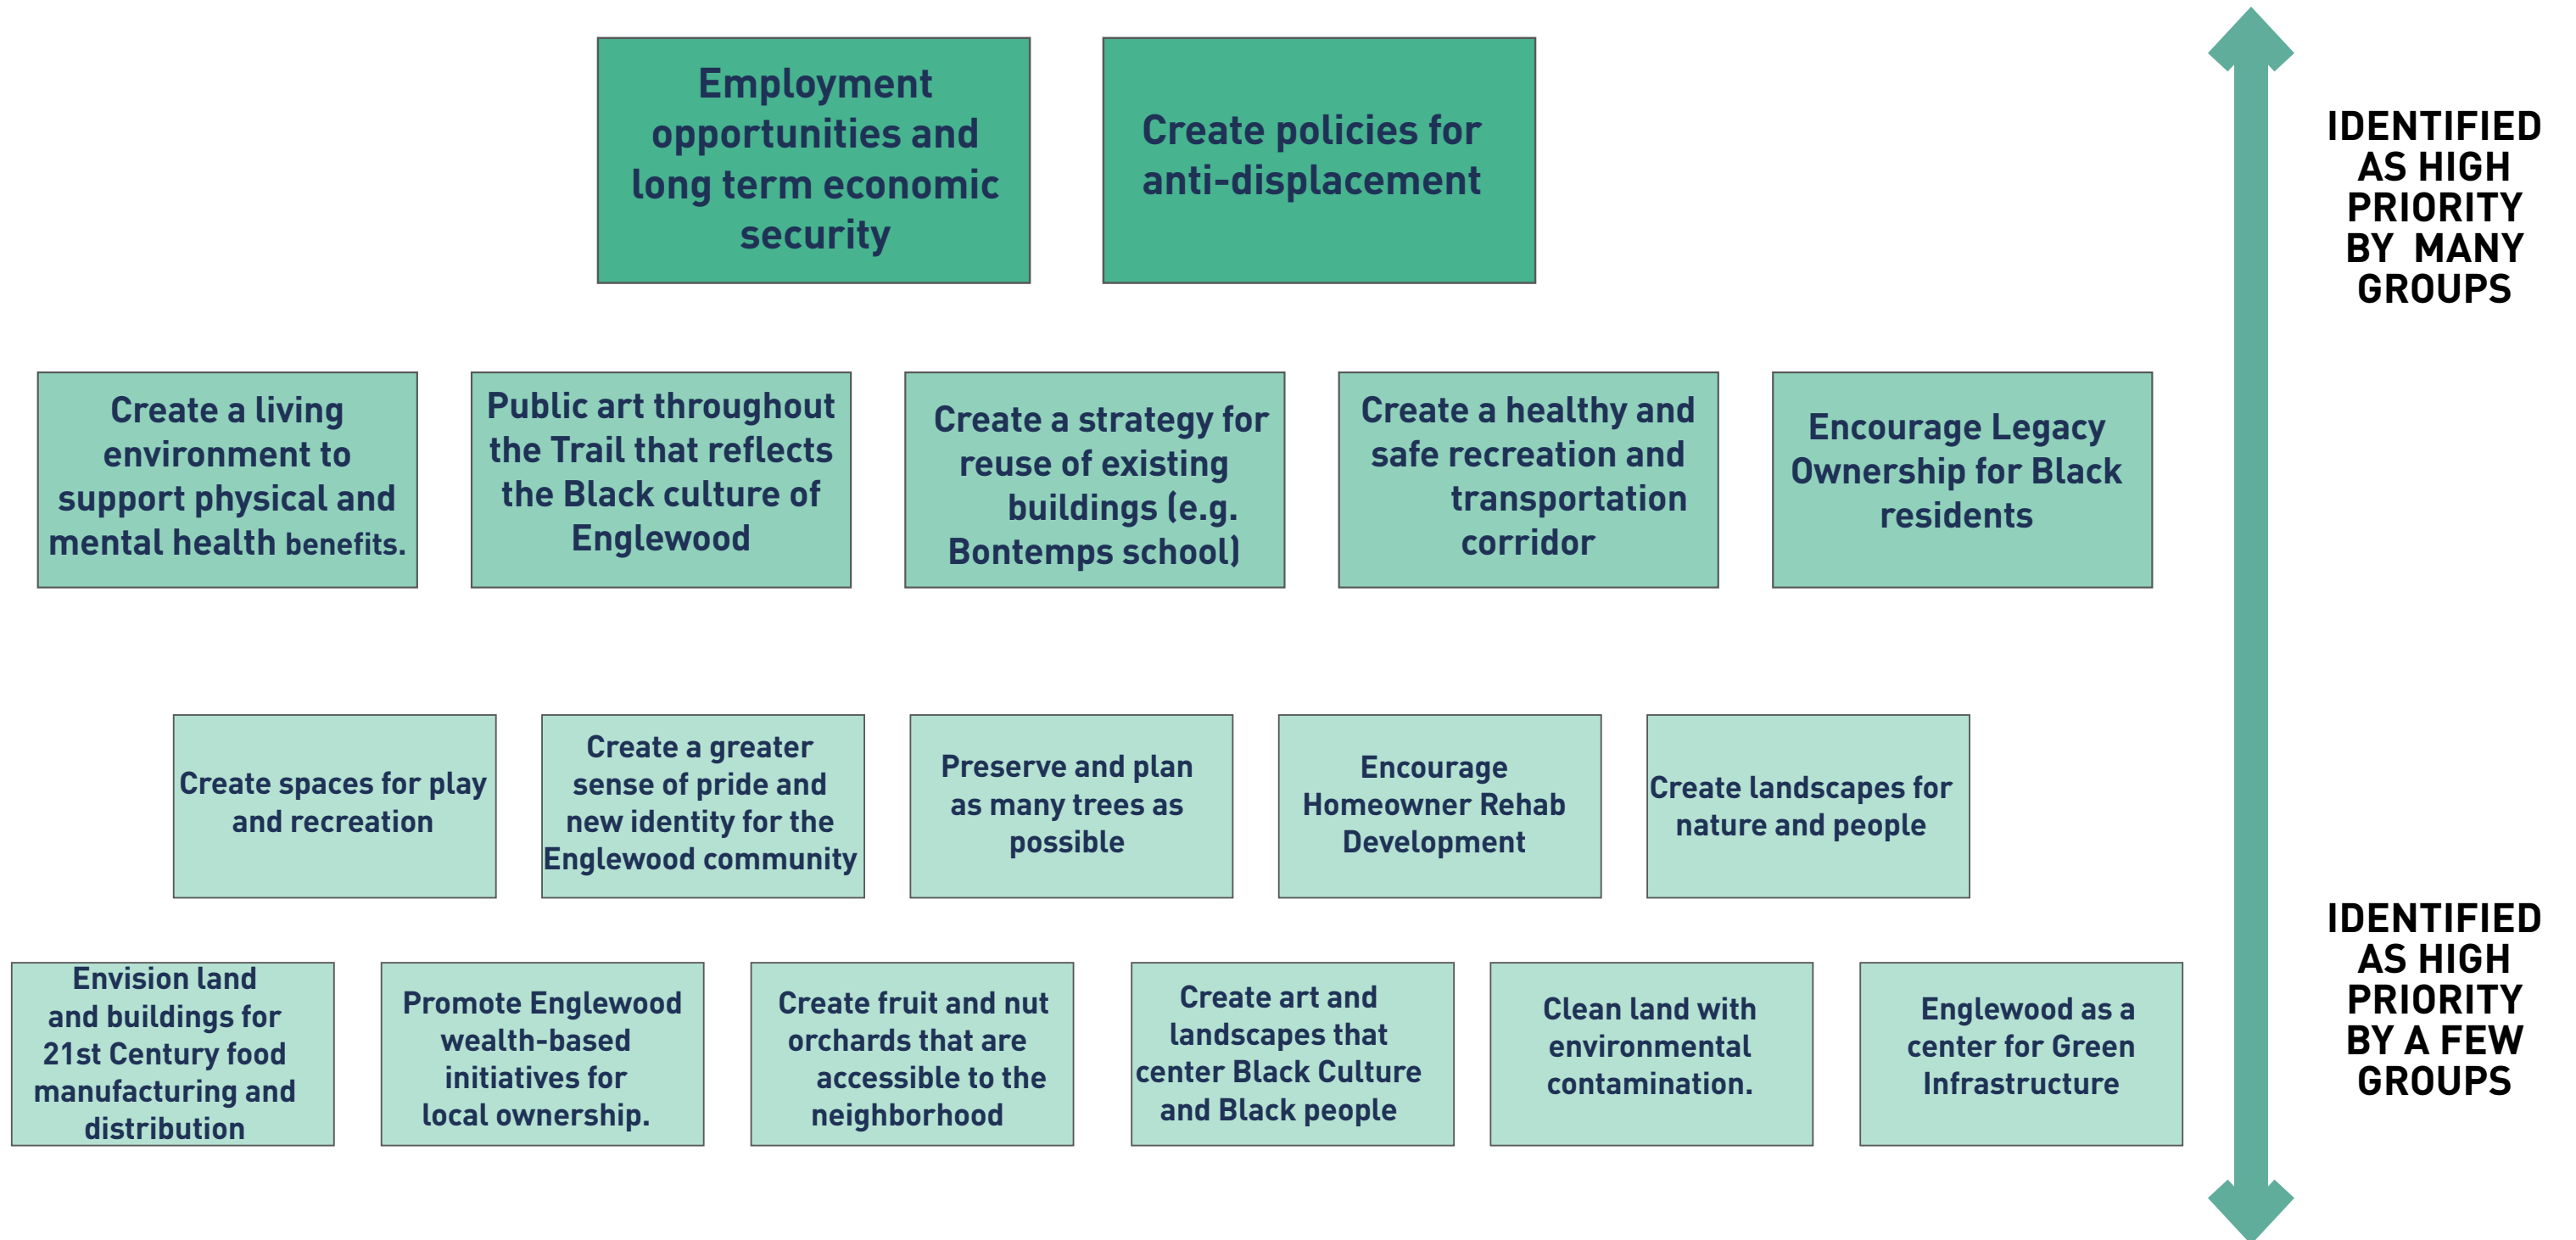 Employment
opportunities and
long term economic
security
Create policies for
anti-displacement
IDENTIFIED
AS HIGH
PRIORITY
BY MANY
GROUPS
Create a living
environment to
support physical and
mental health benefits.
Public art throughout
the Trail that reflects
the Black culture of
Englewood
Create a strategy for
reuse of existing
buildings (e.g.
Bontemps school)
Create a healthy and
safe recreation and
transportation
corridor
Encourage Legacy
Ownership for Black
residents
Create spaces for play
and recreation
Create a greater
sense of pride and
new identity for the
Englewood community
Preserve and plan
as many trees as
possible
Encourage
Homeowner Rehab
Development
Create landscapes for
nature and people
Envision land
and buildings for
21st Century food
manufacturing and
distribution
Promote Englewood
wealth-based
initiatives for
local ownership.
Create fruit and nut
orchards that are
accessible to the
neighborhood
Create art and
landscapes that
center Black Culture
and Black people
Clean land with
environmental
contamination.
Englewood as a
center for Green
Infrastructure
IDENTIFIED
AS HIGH
PRIORITY
BY A FEW
GROUPS